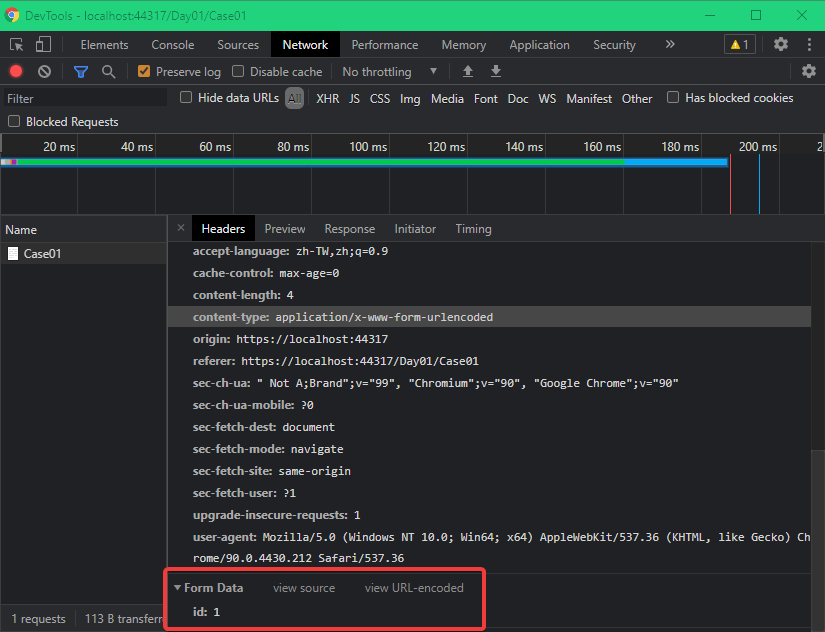 DevTools - localhost:44317/Day01/Case01
Elements Console Sources Network Performance Memory Application Security » 1
Preserve log Disable cache No throttling
Filter Hide data URLs All XHR JS CSS Img Media Font Doc WS Manifest Other Has blocked cookies
Blocked Requests
20 ms 40 ms 60 ms 80 ms 100 ms 120 ms 140 ms 160 ms 180 ms 200 ms 2
Name × Headers Preview Response Initiator Timing
Case01
accept-language: zh-TW,zh;q=0.9
cache-control: max-age=0
content-length: 4
content-type: application/x-www-form-urlencoded
origin: https://localhost:44317
referer: https://localhost:44317/Day01/Case01
sec-ch-ua: " Not A;Brand";v="99", "Chromium";v="90", "Google Chrome";v="90"
sec-ch-ua-mobile: ?0
sec-fetch-dest: document
sec-fetch-mode: navigate
sec-fetch-site: same-origin
sec-fetch-user: ?1
upgrade-insecure-requests: 1
user-agent: Mozilla/5.0 (Windows NT 10.0; Win64; x64) AppleWebKit/537.36 (KHTML, like Gecko) Ch
rome/90.0.4430.212 Safari/537.36
Form Data view source view URL-encoded
id: 1
1 requests 113 B transferr